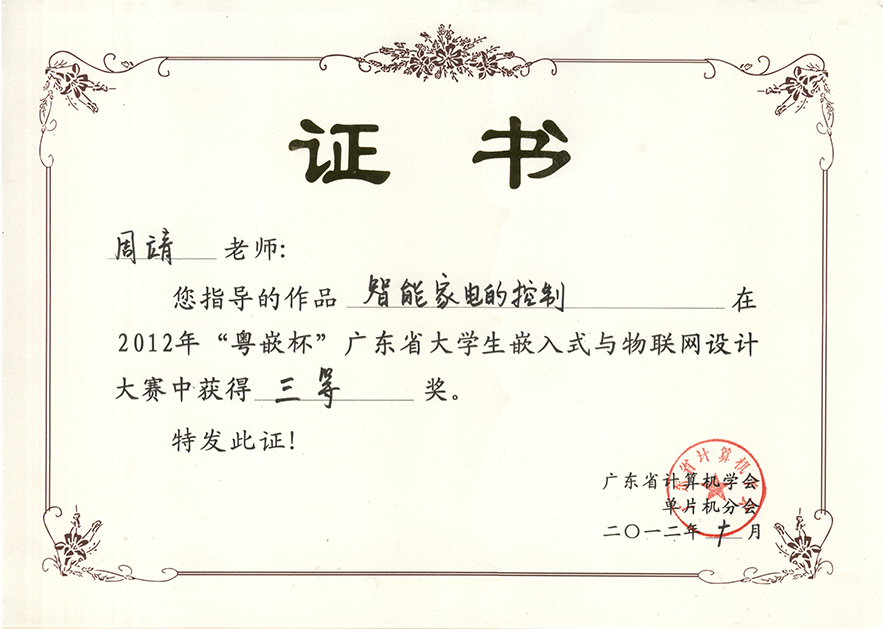 证 书
周靖 老师:
您指导的作品 智能家电的控制 在
2012年“粤嵌杯”广东省大学生嵌入式与物联网设计
大赛中获得 三等 奖。
特发此证!
广东省计算机学会
单片机分会
二〇一二年 十 月